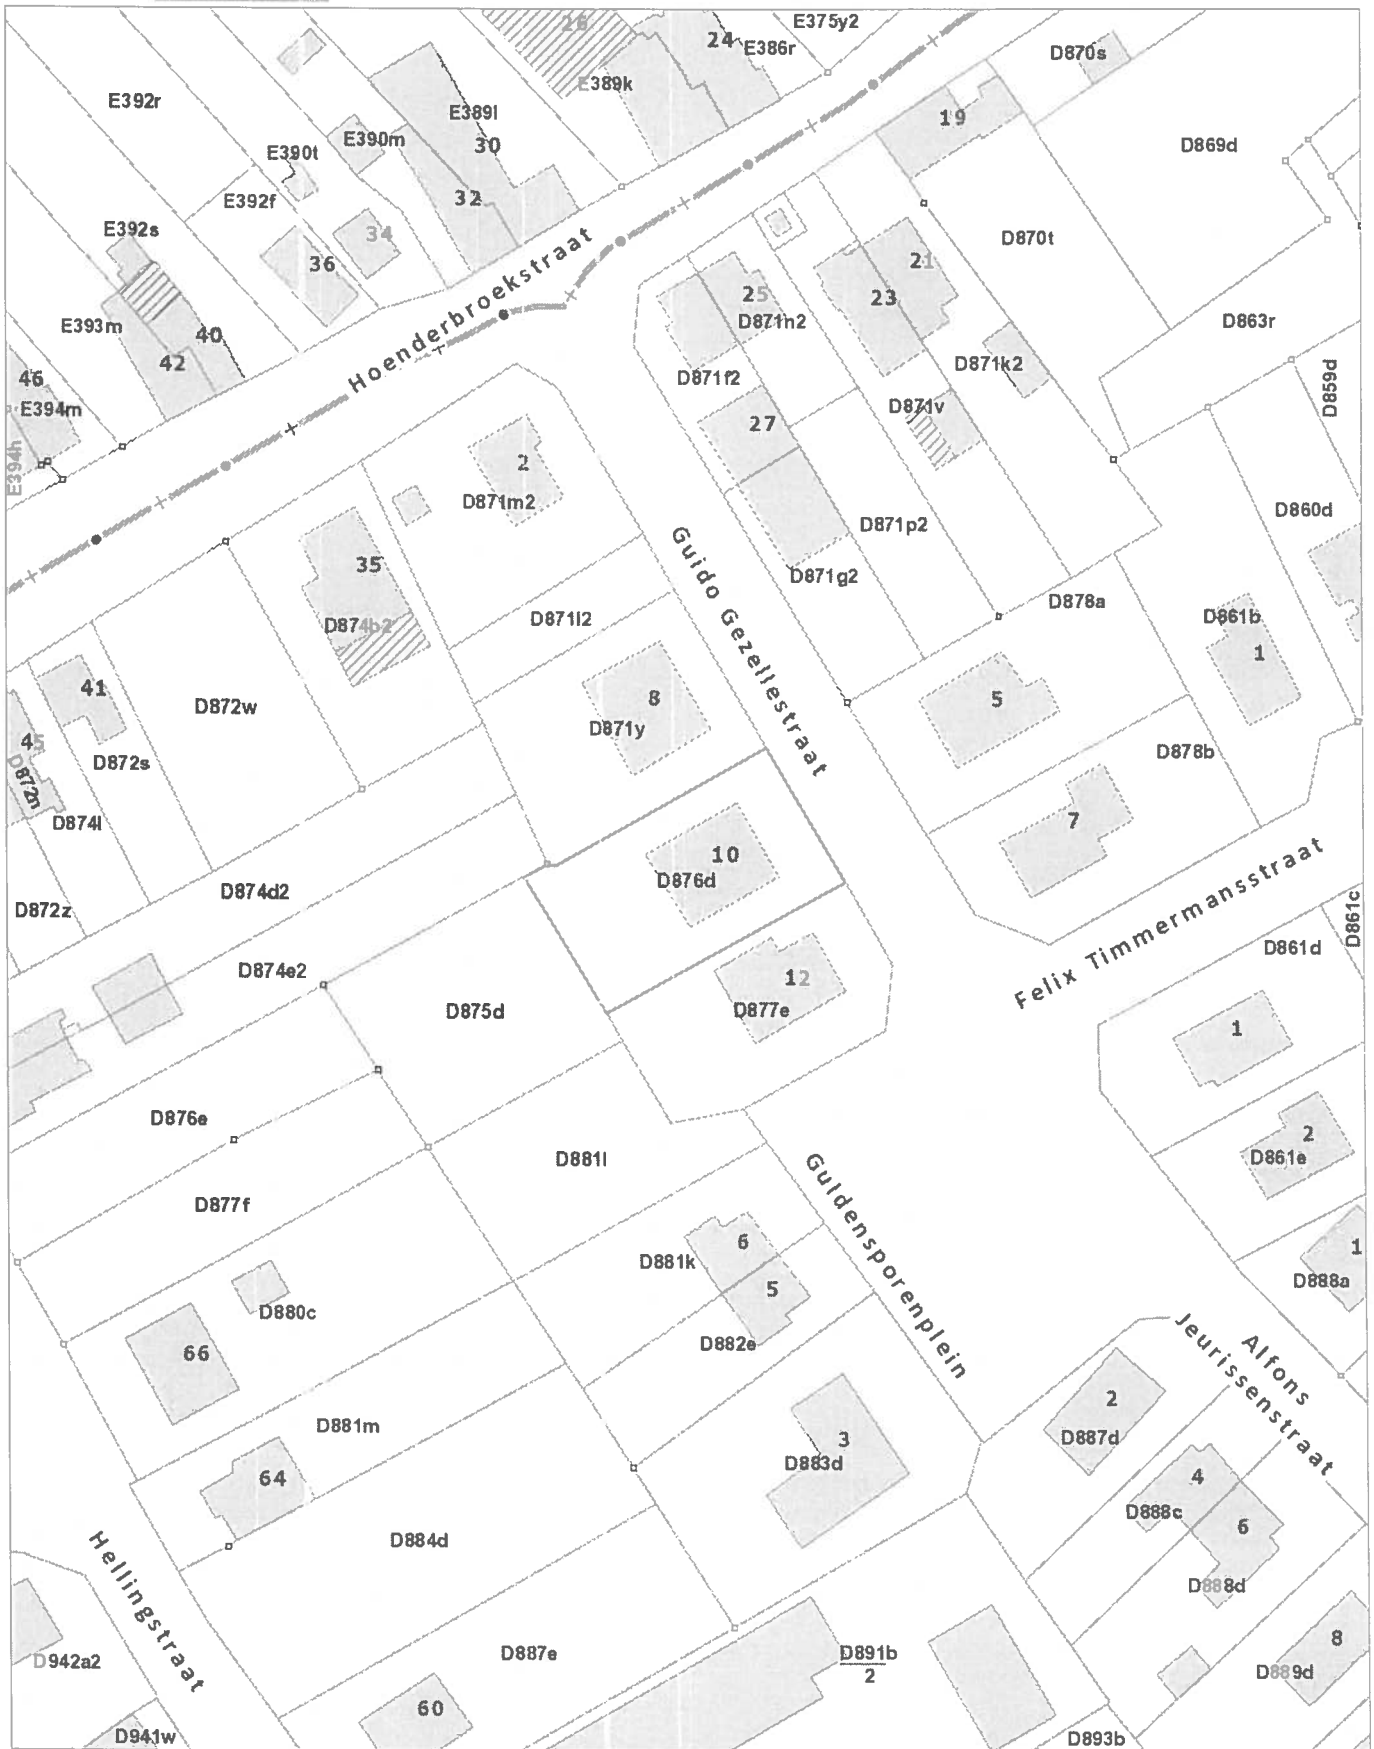 E375y2
26
24
E386r
D870s
E389k
E392r
E389l
30
19
E390m
D869d
E390t
E392f
32
E392s
34
D870t
36
21
25
23
E393m
40
D871n2
D863r
42
D871k2
46
D871f2
D859d
E394m
D871v
27
2
E394h
D871m2
D860d
D871p2
Hoenderbroekstraat
35
D871g2
D878a
D871l2
D861b
D874b2
1
41
8
5
D872w
D871y
45
D878b
D872s
D872n
D874l
7
Guido Gezellestraat
10
D876d
D874d2
D872z
D861c
D861d
D874e2
12
Felix Timmermansstraat
D875d
D877e
1
D876e
2
D881l
D861e
D877f
6
1
D881k
5
D888a
D880c
D882e
Guldensporenplein
66
Alfons
Jeurissenstraat
2
D881m
D887d
3
D883d
64
4
D888c
6
D884d
D888d
Hellingstraat
8
D887e
D891b
2
D942a2
D889d
60
D941w
D893b